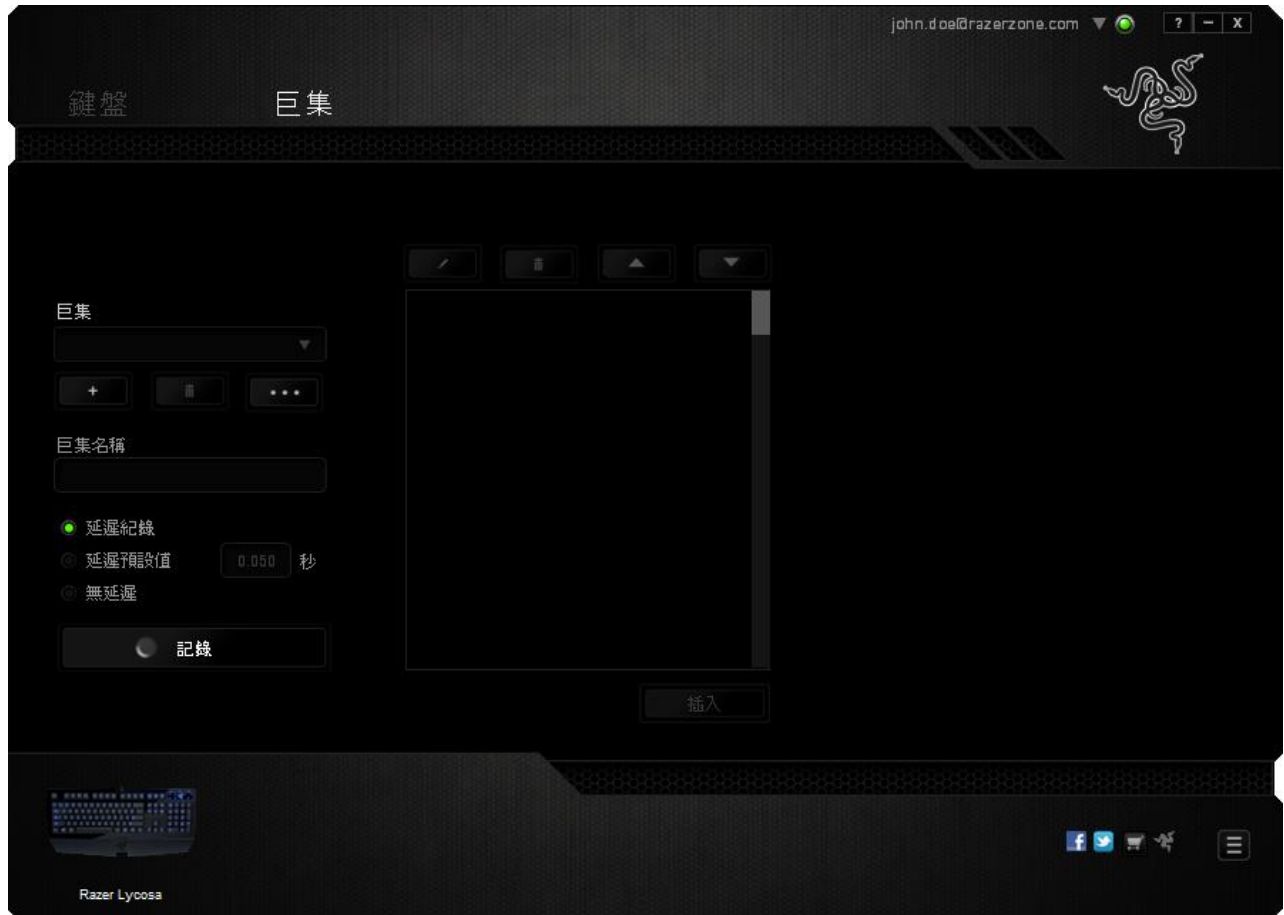 john.doe@razerzone.com
? - X
鍵盤 巨集
巨集
巨集名稱
延遲紀錄
延遲預設值 0.050 秒
無延遲
記錄
插入
Razer Lycosa